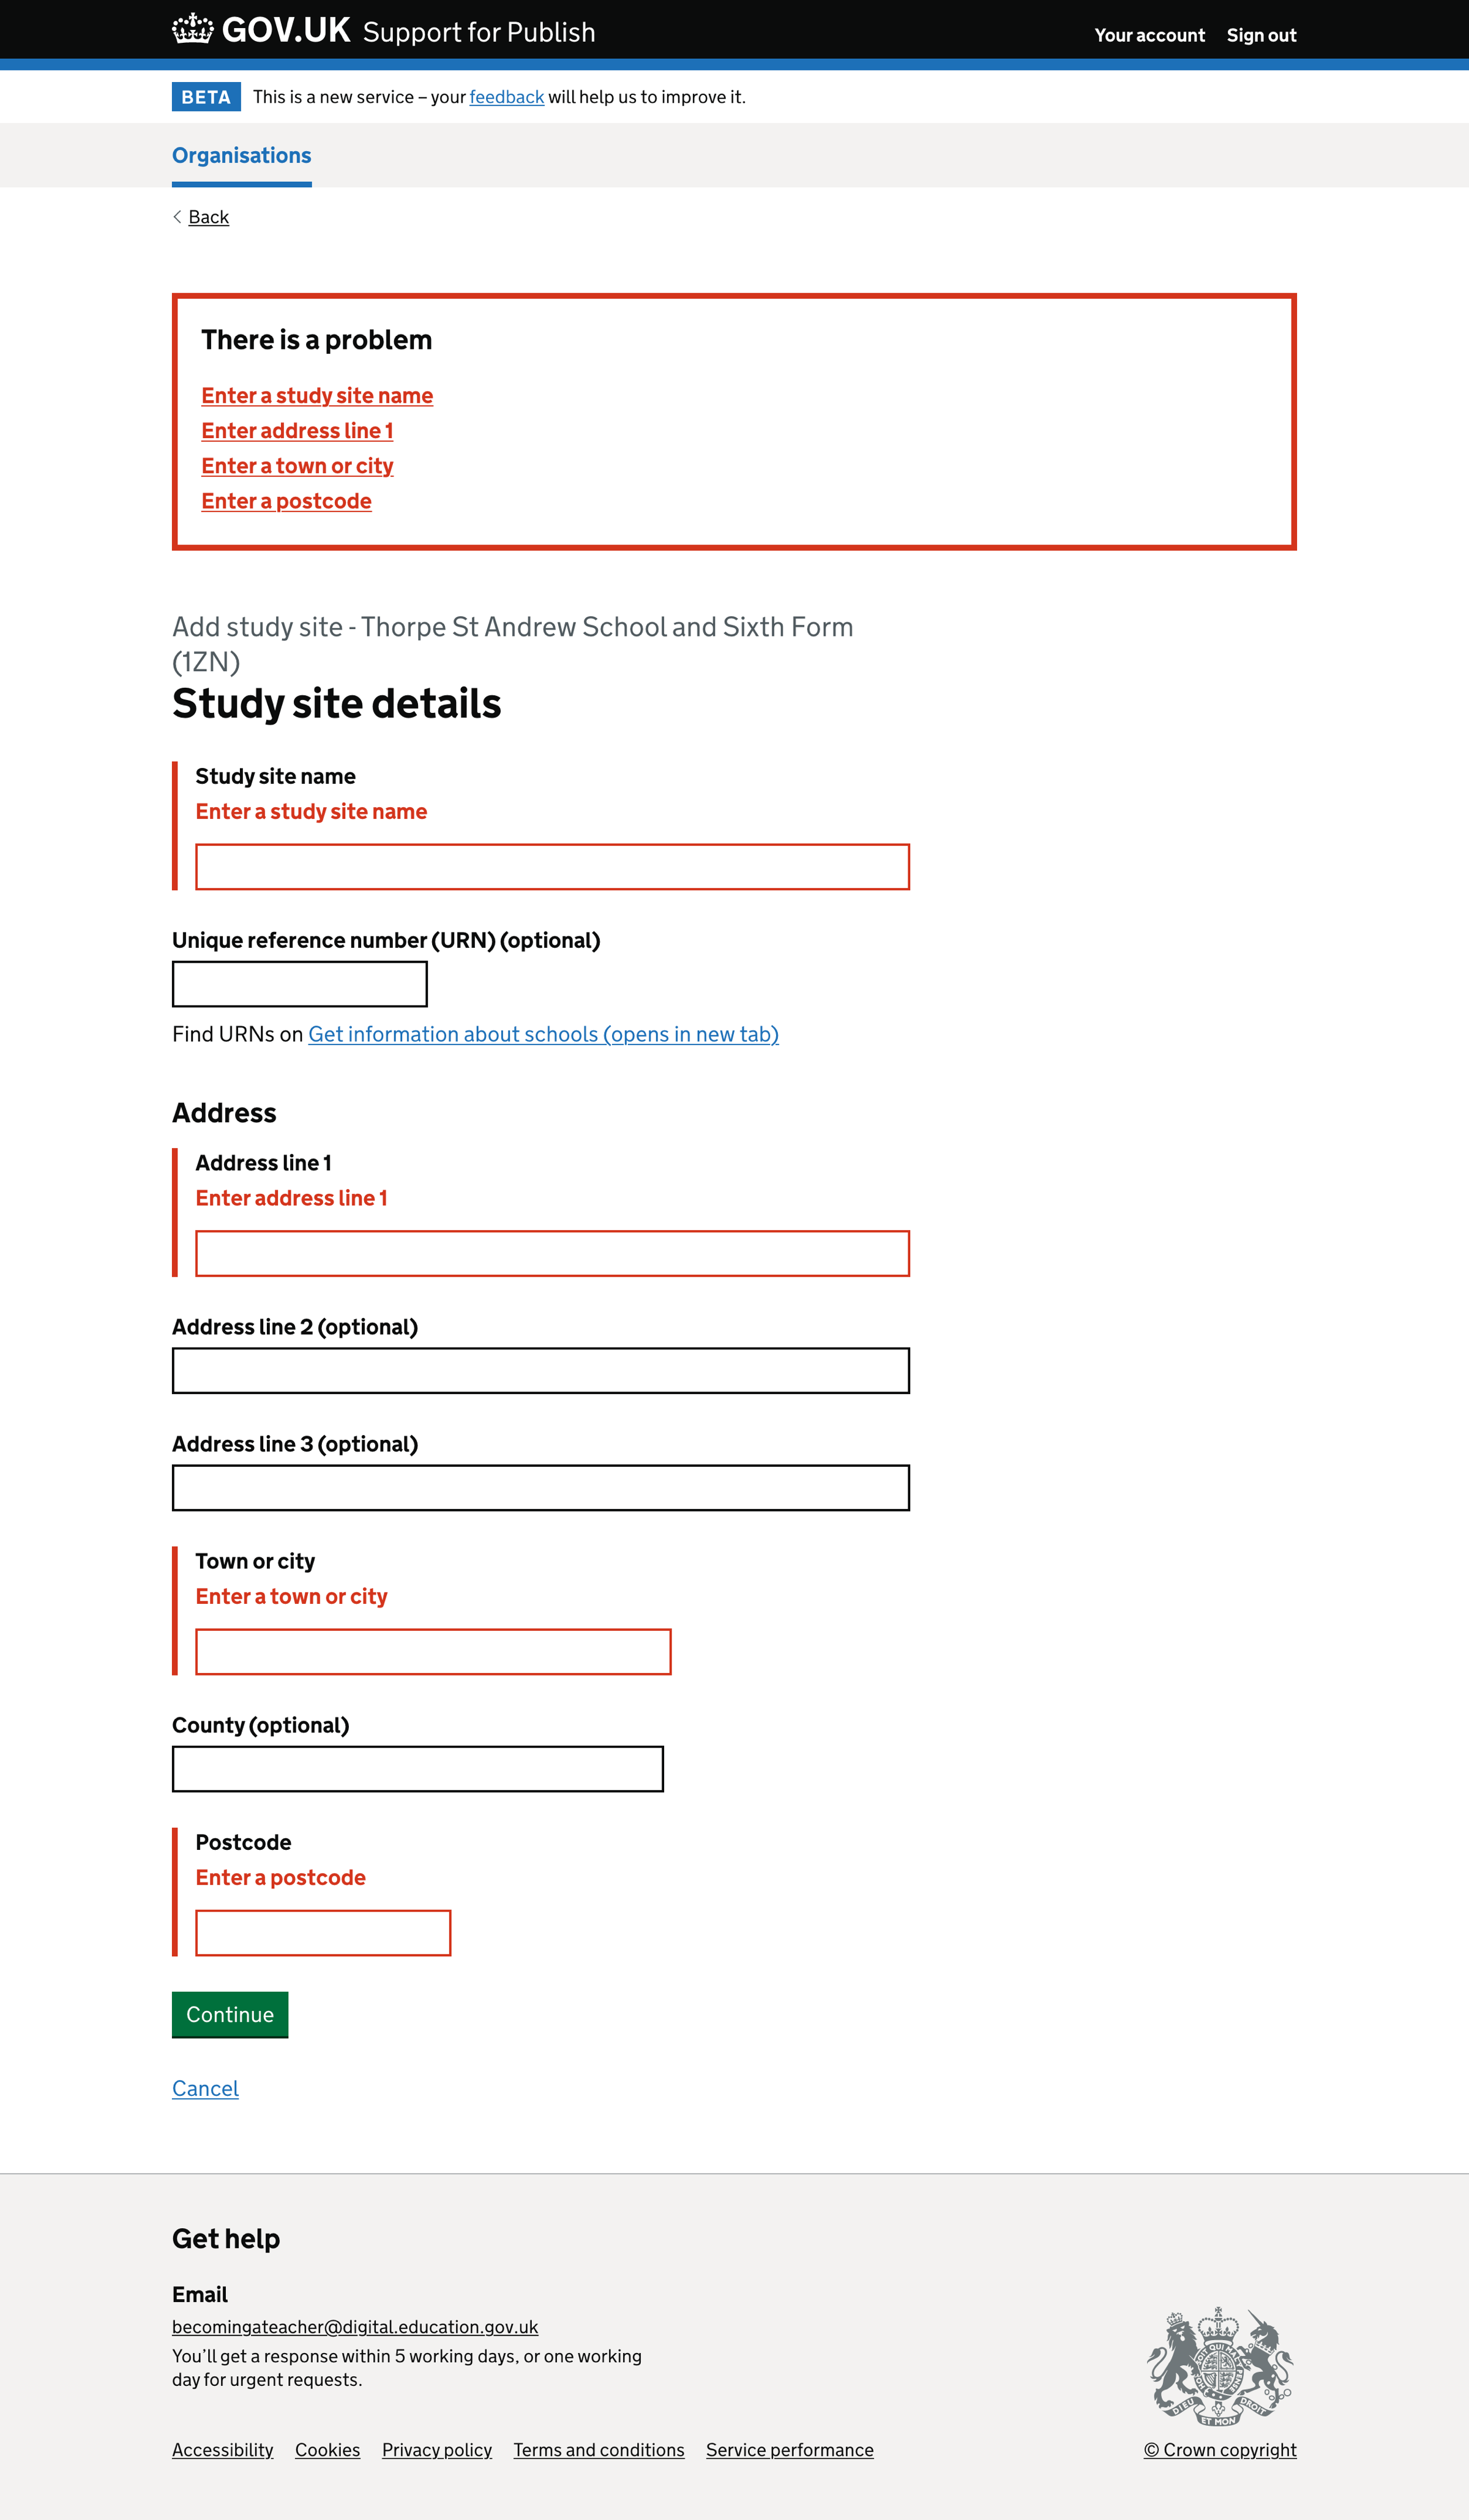 GOV.UK Support for Publish
Your account Sign out
BETA This is a new service – your feedback will help us to improve it.
Organisations
Back
There is a problem
Enter a study site name
Enter address line 1
Enter a town or city
Enter a postcode
Add study site - Thorpe St Andrew School and Sixth Form
(1ZN)
Study site details
Study site name
Enter a study site name
Unique reference number (URN) (optional)
Find URNs on Get information about schools (opens in new tab)
Address
Address line 1
Enter address line 1
Address line 2 (optional)
Address line 3 (optional)
Town or city
Enter a town or city
County (optional)
Postcode
Enter a postcode
Continue
Cancel
Get help
Email
becomingateacher@digital.education.gov.uk
You’ll get a response within 5 working days, or one working
day for urgent requests.
DIEU ET MON DROIT
Accessibility Cookies Privacy policy Terms and conditions Service performance
© Crown copyright